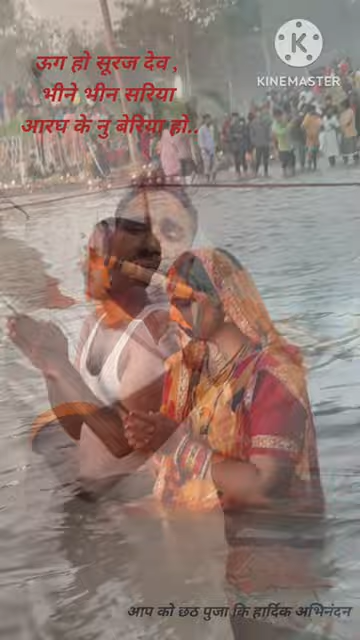 ऊग हो सूरज देव ,
भीने भीन सरिया
आरघ के नु बेरिया हो..
KINEMASTER
आप को छठ पुजा कि हार्दिक अभिनंदन